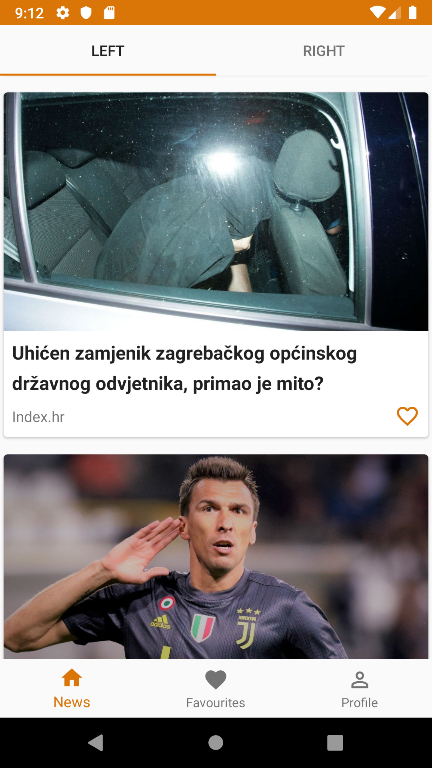 9:12
LEFT
RIGHT
Uhićen zamjenik zagrebačkog općinskog
državnog odvjetnika, primao je mito?
Index.hr
News
Favourites
Profile